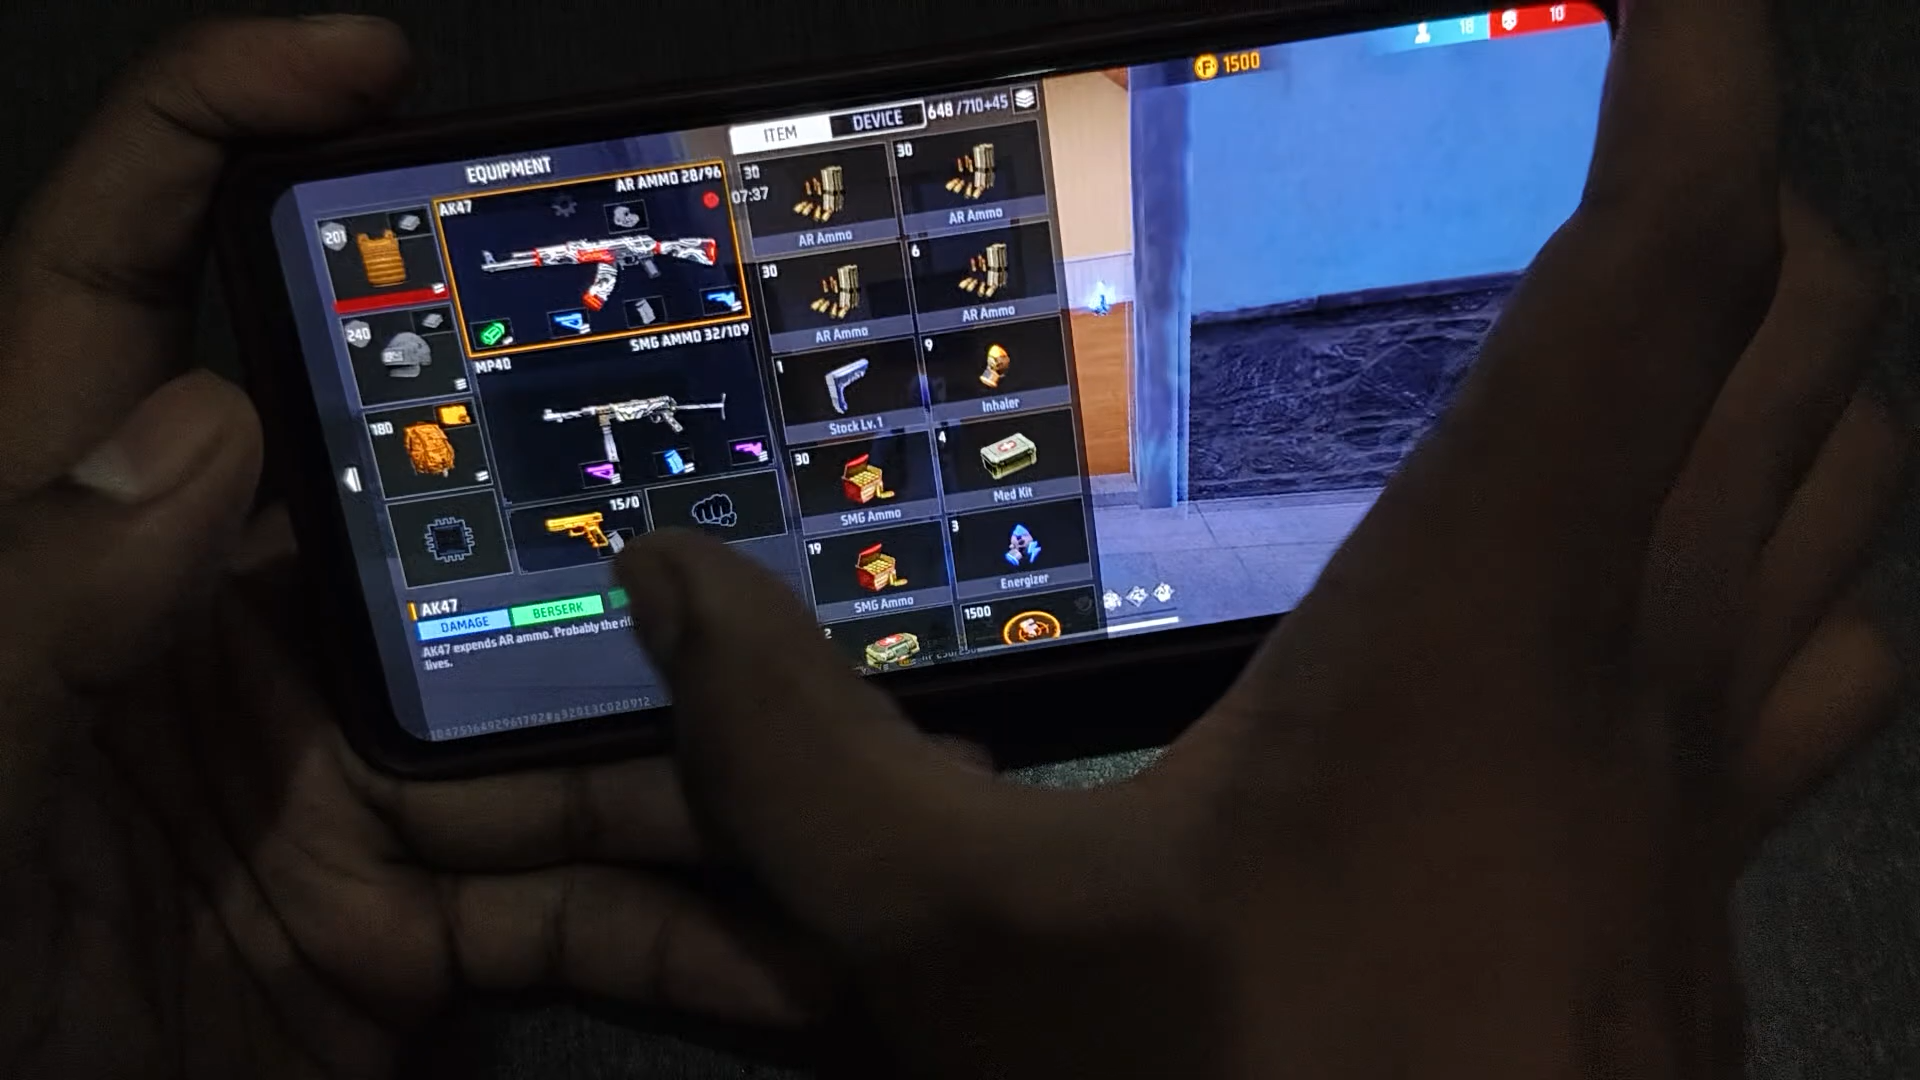 18
10
F 1500
ITEM
DEVICE
648 /710+45
EQUIPMENT
AR AMMO 28/96
AK47
201
30
07:37
AR Ammo
30
AR Ammo
30
AR Ammo
6
AR Ammo
240
SMG AMMO 32/109
MP40
1
Stock Lv.1
9
Inhaler
180
30
SMG Ammo
4
Med Kit
15/0
19
SMG Ammo
3
Energizer
1500
2
AK47
DAMAGE
BERSERK
AK47 expends AR ammo. Probably the
lives.